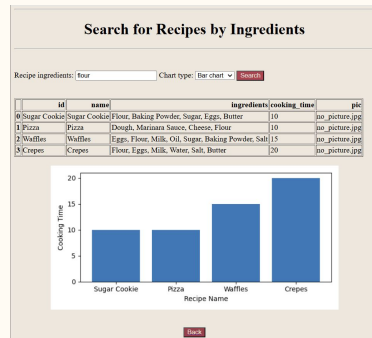 Search for Recipes by Ingredients
Recipe ingredients: flour Chart type: Bar chart Search
id name ingredients cooking_time pic
0 Sugar Cookie Sugar Cookie Flour, Baking Powder, Sugar, Eggs, Butter 10 no_picture.jpg
1 Pizza Pizza Dough, Marinara Sauce, Cheese, Flour 10 no_picture.jpg
2 Waffles Waffles Eggs, Flour, Milk, Oil, Sugar, Baking Powder, Salt 15 no_picture.jpg
3 Crepes Crepes Flour, Eggs, Milk, Water, Salt, Butter 20 no_picture.jpg
20
15
10
5
0
Cooking Time
Sugar Cookie Pizza Waffles Crepes
Recipe Name
Back